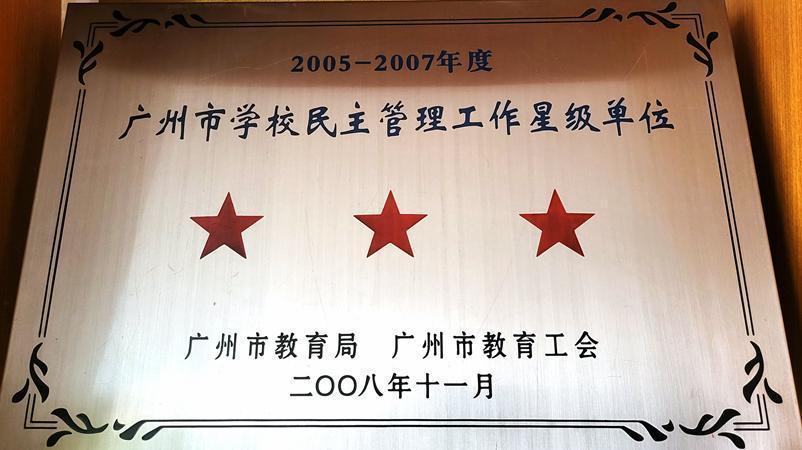 2005-2007年度
广州市学校民主管理工作星级单位
广州市教育局 广州市教育工会
二〇〇八年十一月